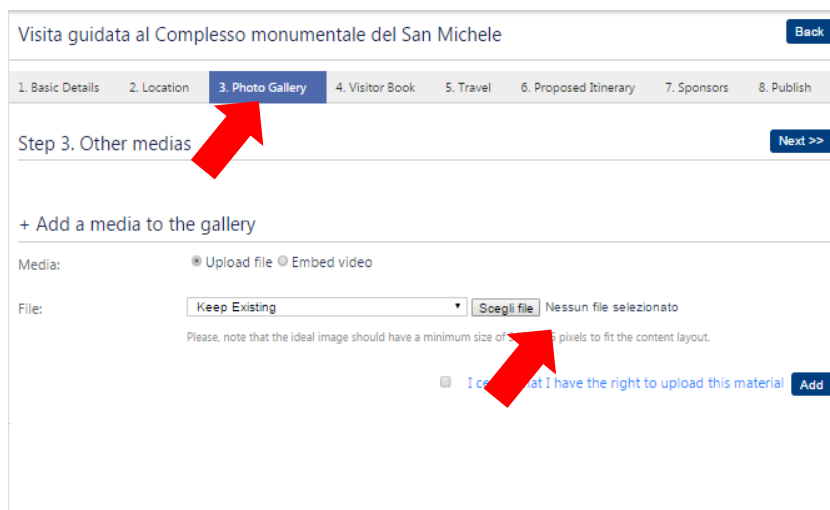 Visita guidata al Complesso monumentale del San Michele
Back
1. Basic Details 2. Location 3. Photo Gallery 4. Visitor Book 5. Travel 6. Proposed Itinerary 7. Sponsors 8. Publish
Step 3. Other medias
Next >>
+ Add a media to the gallery
Media: Upload file Embed video
File: Keep Existing Scegli file Nessun file selezionato
Please, note that the ideal image should have a minimum size of pixels to fit the content layout.
I that I have the right to upload this material Add